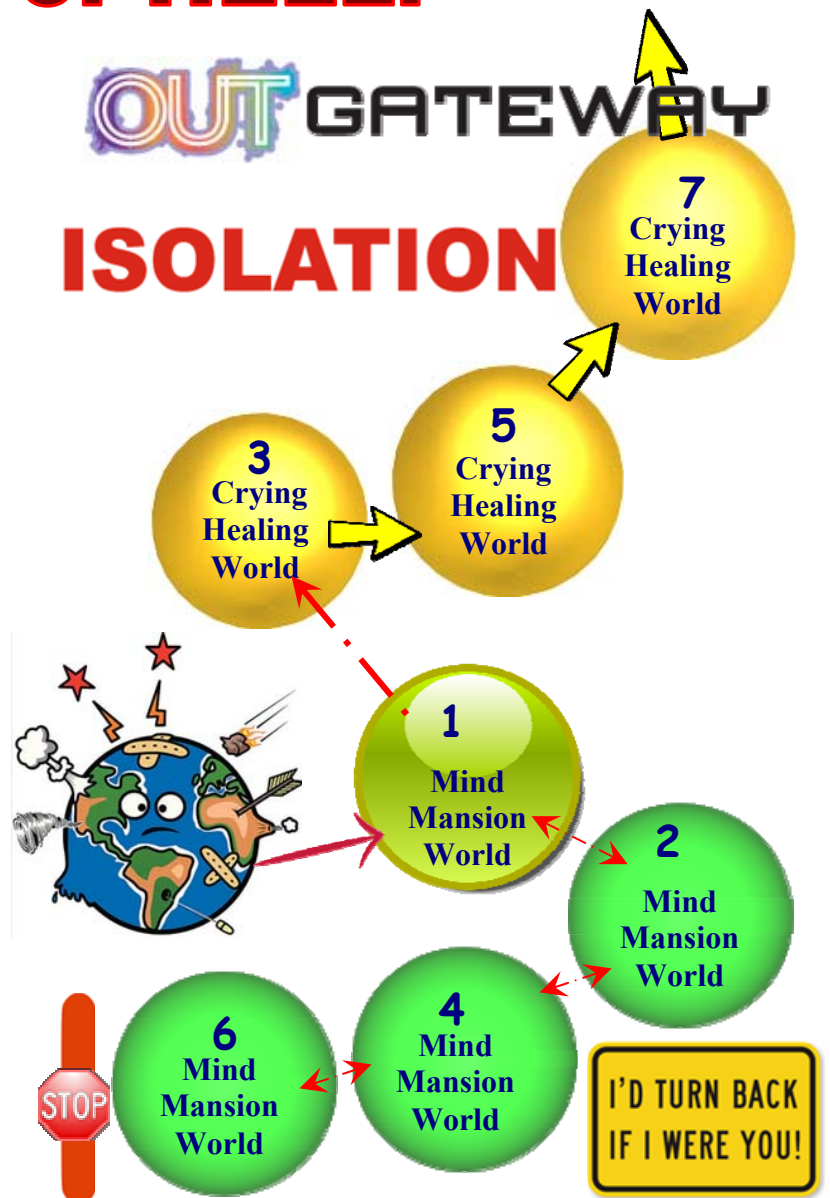 OUT GATEWAY
ISOLATION
7
Crying
Healing
World
5
Crying
Healing
World
3
Crying
Healing
World
1
Mind
Mansion
World
2
Mind
Mansion
World
4
Mind
Mansion
World
6
Mind
Mansion
World
STOP
I'D TURN BACK
IF I WERE YOU!